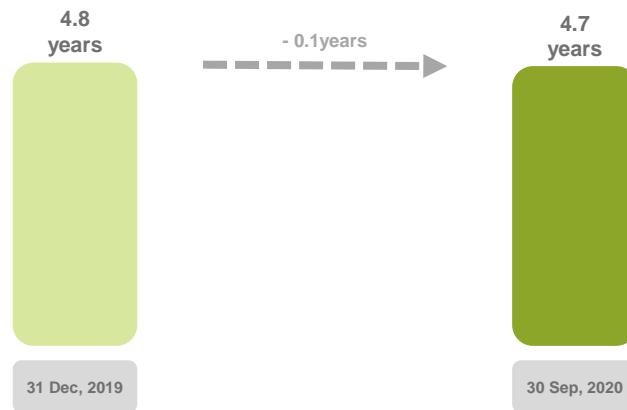 4.8
years
- 0.1years
4.7
years
31 Dec, 2019
30 Sep, 2020